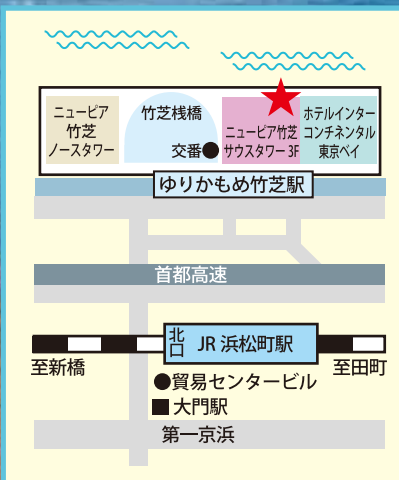 ニューピア
竹芝
ノースタワー
竹芝桟橋
交番
ニューピア竹芝
サウスタワー 3F
ホテルインター
コンチネンタル
東京ベイ
ゆりかもめ竹芝駅
首都高速
北口
JR 浜松町駅
至新橋
至田町
貿易センタービル
大門駅
第一京浜